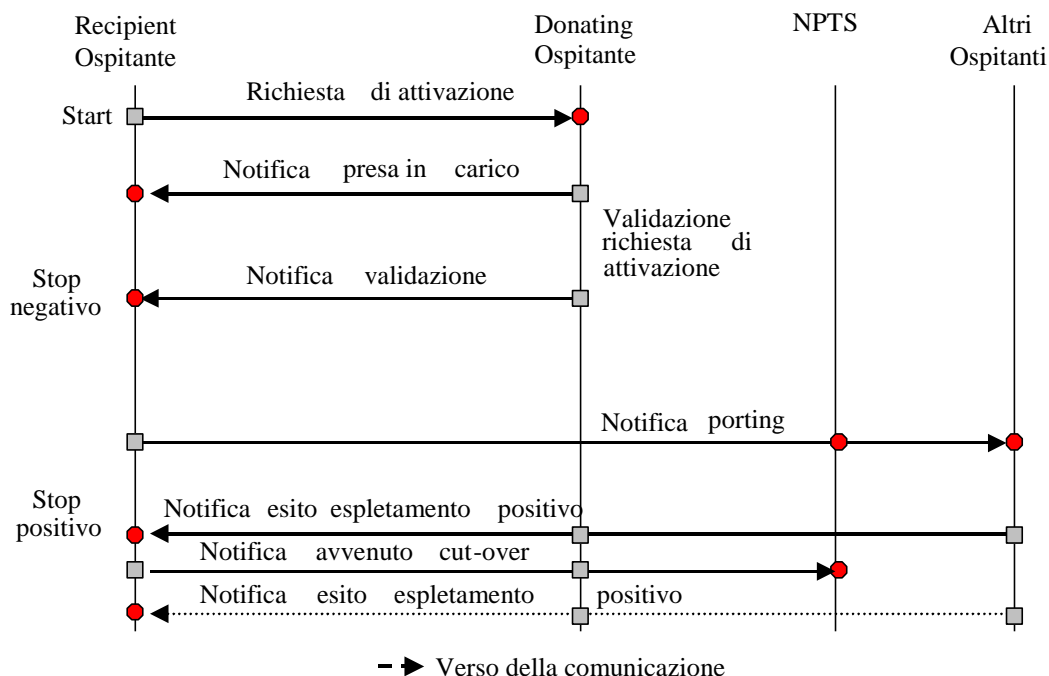 Recipient
Ospitante
Donating
Ospitante
NPTS
Altri
Ospitanti
Start
Richiesta di attivazione
Notifica presa in carico
Validazione
richiesta di
attivazione
Stop
negativo
Notifica validazione
Notifica porting
Stop
positivo
Notifica esito espletamento positivo
Notifica avvenuto cut-over
Notifica esito espletamento positivo
Verso della comunicazione